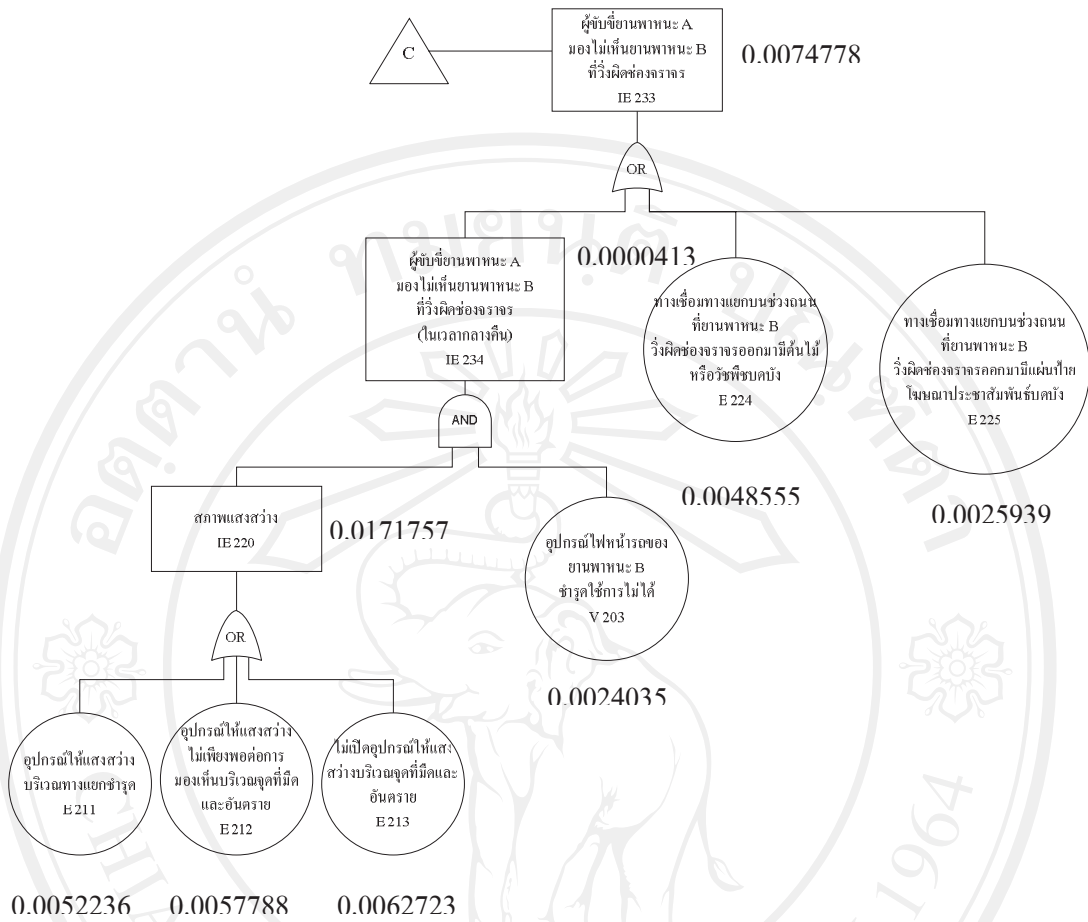 C
ผู้ขับขี่ยานพาหนะ A
มองไม่เห็นยานพาหนะ B
ที่วิ่งผิดช่องจราจร
IE 233
0.0074778
OR
ผู้ขับขี่ยานพาหนะ A
มองไม่เห็นยานพาหนะ B
ที่วิ่งผิดช่องจราจร
(ในเวลากลางคืน)
IE 234
0.0000413
ทางเชื่อมทางแยกบนช่วงถนน
ที่ยานพาหนะ B
วิ่งผิดช่องจราจรออกมามีต้นไม้
หรือวัชพืชบดบัง
E 224
0.0048555
ทางเชื่อมทางแยกบนช่วงถนน
ที่ยานพาหนะ B
วิ่งผิดช่องจราจรออกมามีแผ่นป้าย
โฆษณาประชาสัมพันธ์บดบัง
E 225
0.0025939
AND
สภาพแสงสว่าง
IE 220
0.0171757
อุปกรณ์ไฟหน้ารถของ
ยานพาหนะ B
ชำรุดใช้การไม่ได้
V 203
0.0024035
OR
อุปกรณ์ให้แสงสว่าง
บริเวณทางแยกชำรุด
E 211
0.0052236
อุปกรณ์ให้แสงสว่าง
ไม่เพียงพอต่อการ
มองเห็นบริเวณจุดที่มืด
และอันตราย
E 212
0.0057788
ไม่เปิดอุปกรณ์ให้แสง
สว่างบริเวณจุดที่มืดและ
อันตราย
E 213
0.0062723
1964